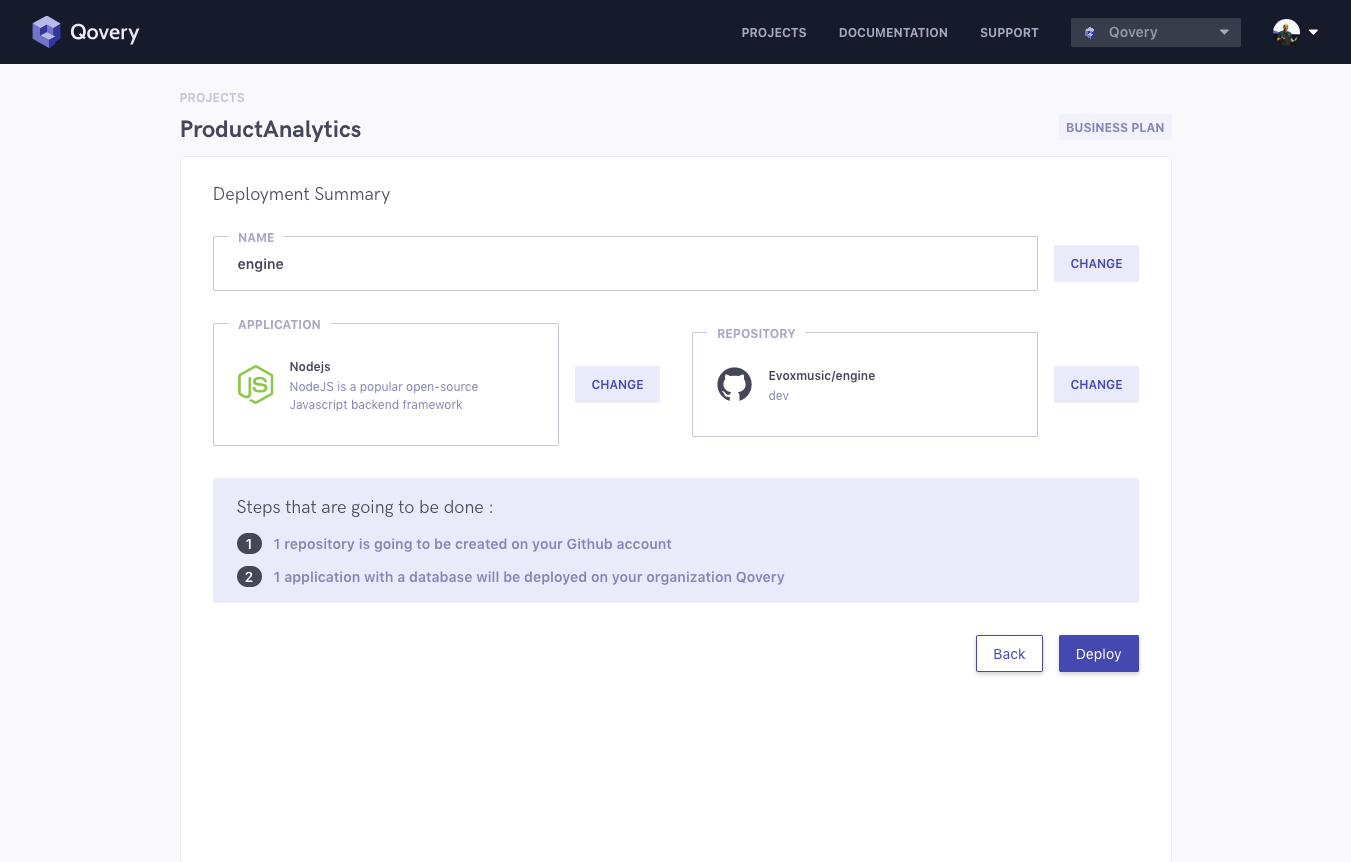 Qovery
PROJECTS
DOCUMENTATION
SUPPORT
Qovery
PROJECTS
ProductAnalytics
BUSINESS PLAN
Deployment Summary
NAME
engine
CHANGE
APPLICATION
Nodejs
NodeJS is a popular open-source
Javascript backend framework
CHANGE
REPOSITORY
Evoxmusic/engine
dev
CHANGE
Steps that are going to be done :
1 1 repository is going to be created on your Github account
2 1 application with a database will be deployed on your organization Qovery
Back
Deploy